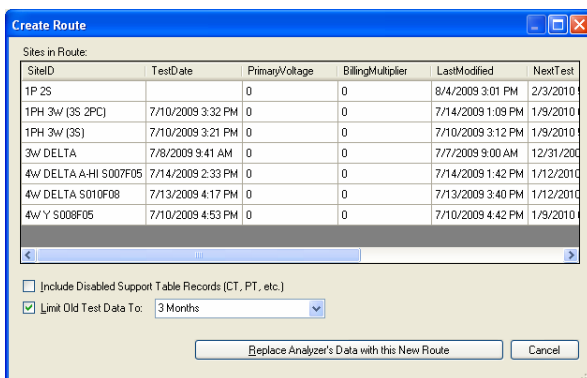 Create Route
Sites in Route:
SiteID TestDate PrimaryVoltage BillingMultiplier LastModified NextTest
1P 2S 0 0 8/4/2009 3:01 PM 2/3/2010
1PH 3W (3S 2PC) 7/10/2009 3:32 PM 0 0 7/14/2009 1:09 PM 1/9/2010
1PH 3W (3S) 7/10/2009 3:21 PM 0 0 7/10/2009 3:12 PM 1/9/2010
3W DELTA 7/8/2009 9:41 AM 0 0 7/7/2009 9:00 AM 12/31/200
4W DELTA A-HI S007F05 7/14/2009 2:33 PM 0 0 7/14/2009 1:42 PM 1/12/2010
4W DELTA S010F08 7/13/2009 4:17 PM 0 0 7/13/2009 3:40 PM 1/12/2010
4W Y S008F05 7/10/2009 4:53 PM 0 0 7/10/2009 4:42 PM 1/9/2010
Include Disabled Support Table Records (CT, PT, etc.)
Limit Old Test Data To: 3 Months
Replace Analyzer's Data with this New Route Cancel